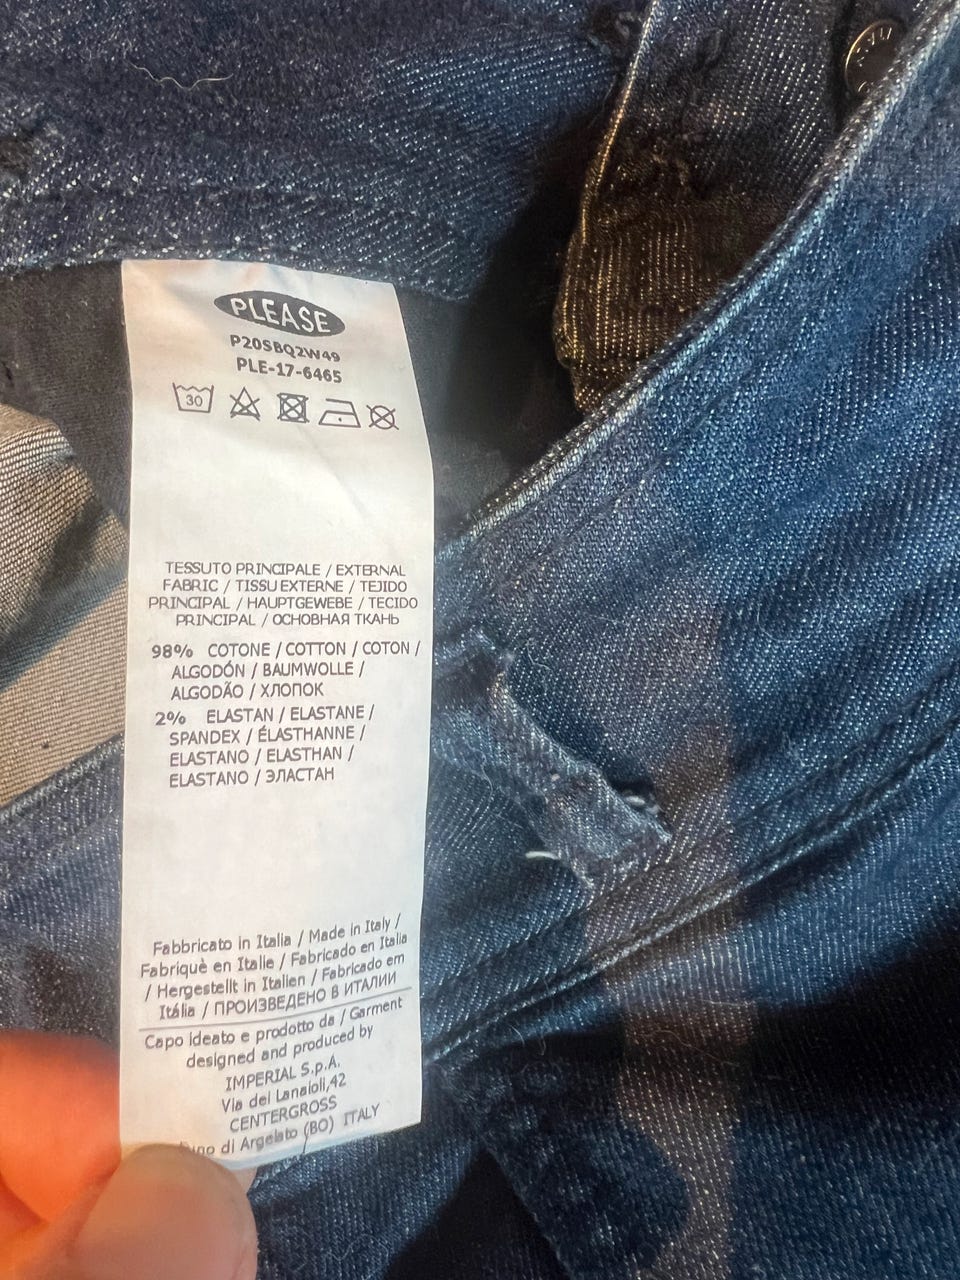 PLEASE
P20SBQ2W49
PLE-17-6465
30
TESSUTO PRINCIPALE / EXTERNAL
FABRIC / TISSU EXTERNE / TEJIDO
PRINCIPAL / HAUPTGEWEBE / TECIDO
PRINCIPAL / ОСНОВНАЯ ТКАНЬ
98% COTONE / COTTON / COTON /
ALGODÓN / BAUMWOLLE /
ALGODÃO / ХЛОПОК
2% ELASTAN / ELASTANE /
SPANDEX / ÉLASTHANNE /
ELASTANO / ELASTHAN /
ELASTANO / ЭЛАСТАН
Fabbricato in Italia / Made in Italy /
Fabriquè en Italie / Fabricado en Italia
/ Hergestellt in Italien / Fabricado em
Itália / ПРОИЗВЕДЕНО В ИТАЛИИ
Capo ideato e prodotto da / Garment
designed and produced by
IMPERIAL S.p.A.
Via dei Lanaioli,42
CENTERGROSS
di Argelato (BO) ITALY